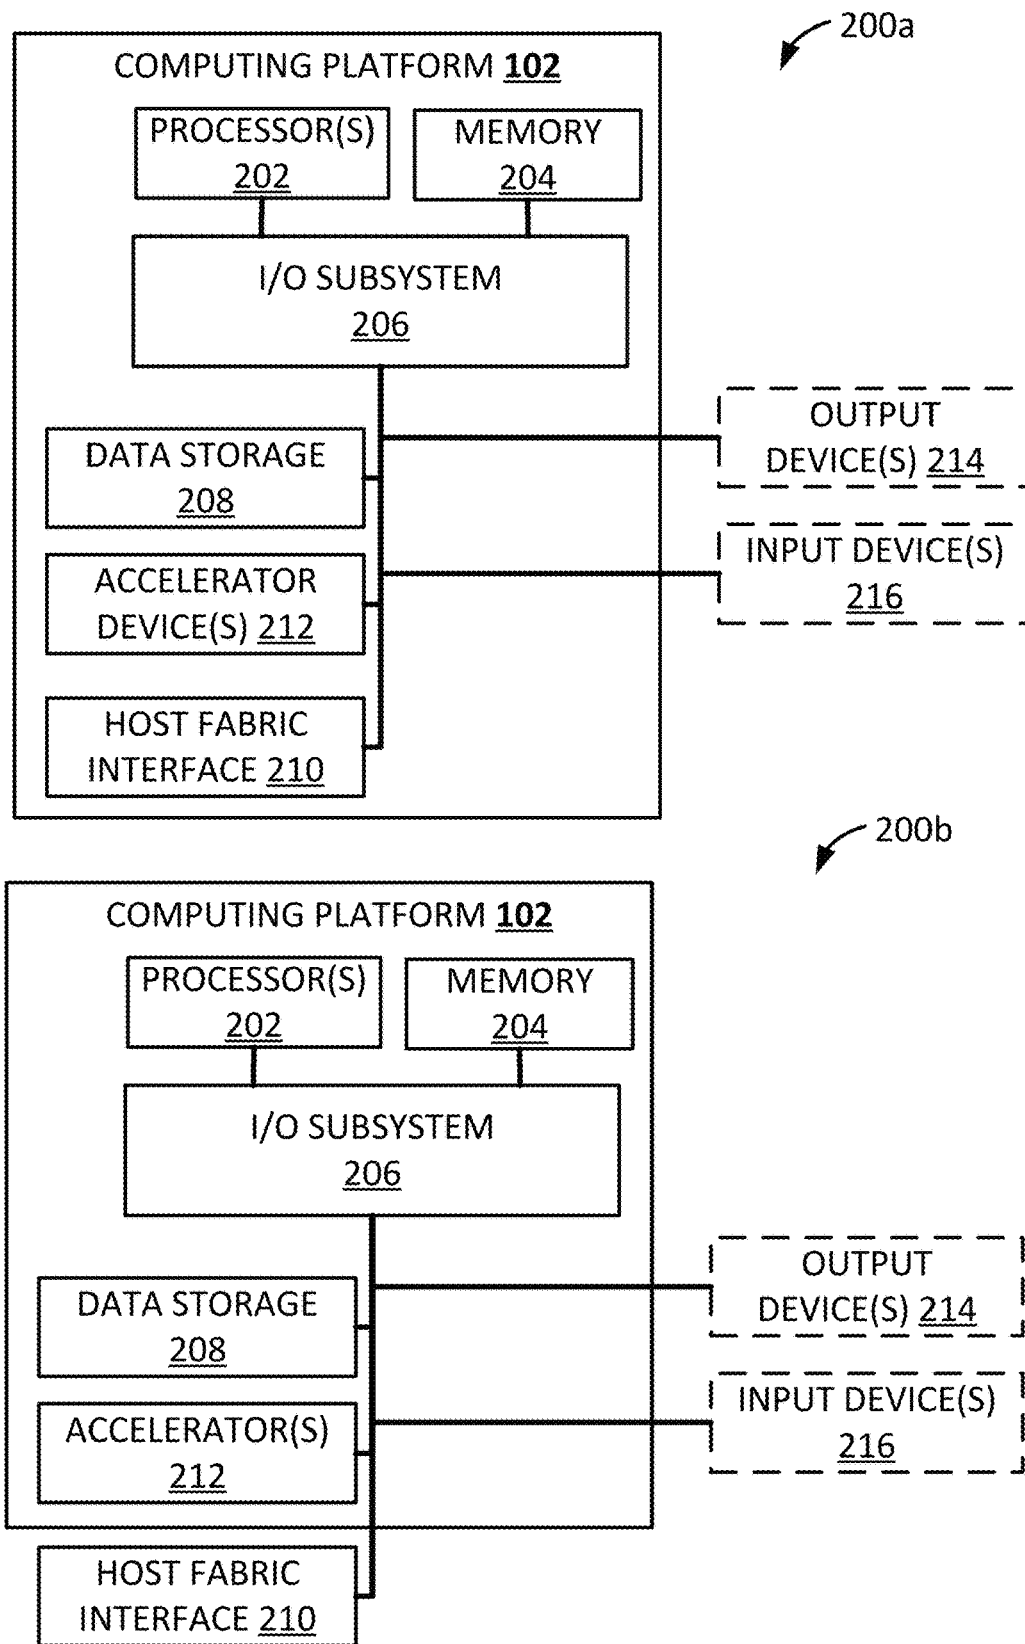 200a
COMPUTING PLATFORM 102
PROCESSOR(S)
202
MEMORY
204
I/O SUBSYSTEM
206
DATA STORAGE
208
OUTPUT
DEVICE(S) 214
ACCELERATOR
DEVICE(S) 212
INPUT DEVICE(S)
216
HOST FABRIC
INTERFACE 210
200b
COMPUTING PLATFORM 102
PROCESSOR(S)
202
MEMORY
204
I/O SUBSYSTEM
206
DATA STORAGE
208
OUTPUT
DEVICE(S) 214
ACCELERATOR(S)
212
INPUT DEVICE(S)
216
HOST FABRIC
INTERFACE 210